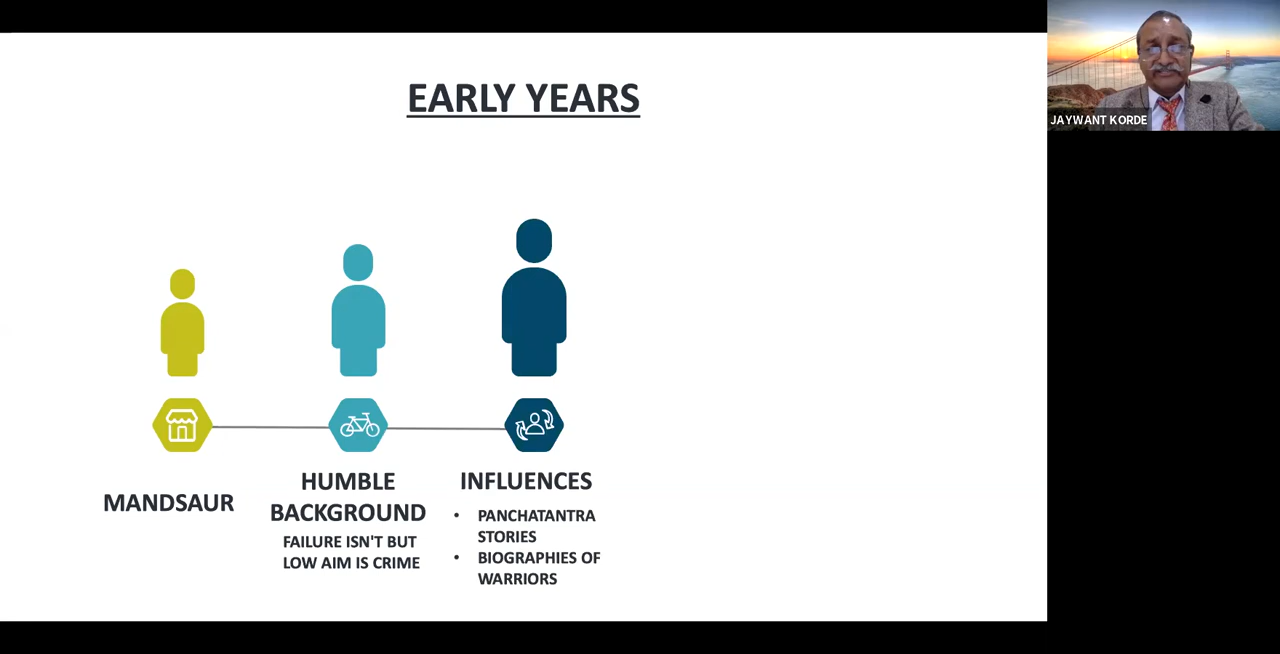 EARLY YEARS
JAYWANT KORDE
MANDSAUR
HUMBLE
BACKGROUND
FAILURE ISN'T BUT
LOW AIM IS CRIME
INFLUENCES
• PANCHATANTRA
STORIES
• BIOGRAPHIES OF
WARRIORS